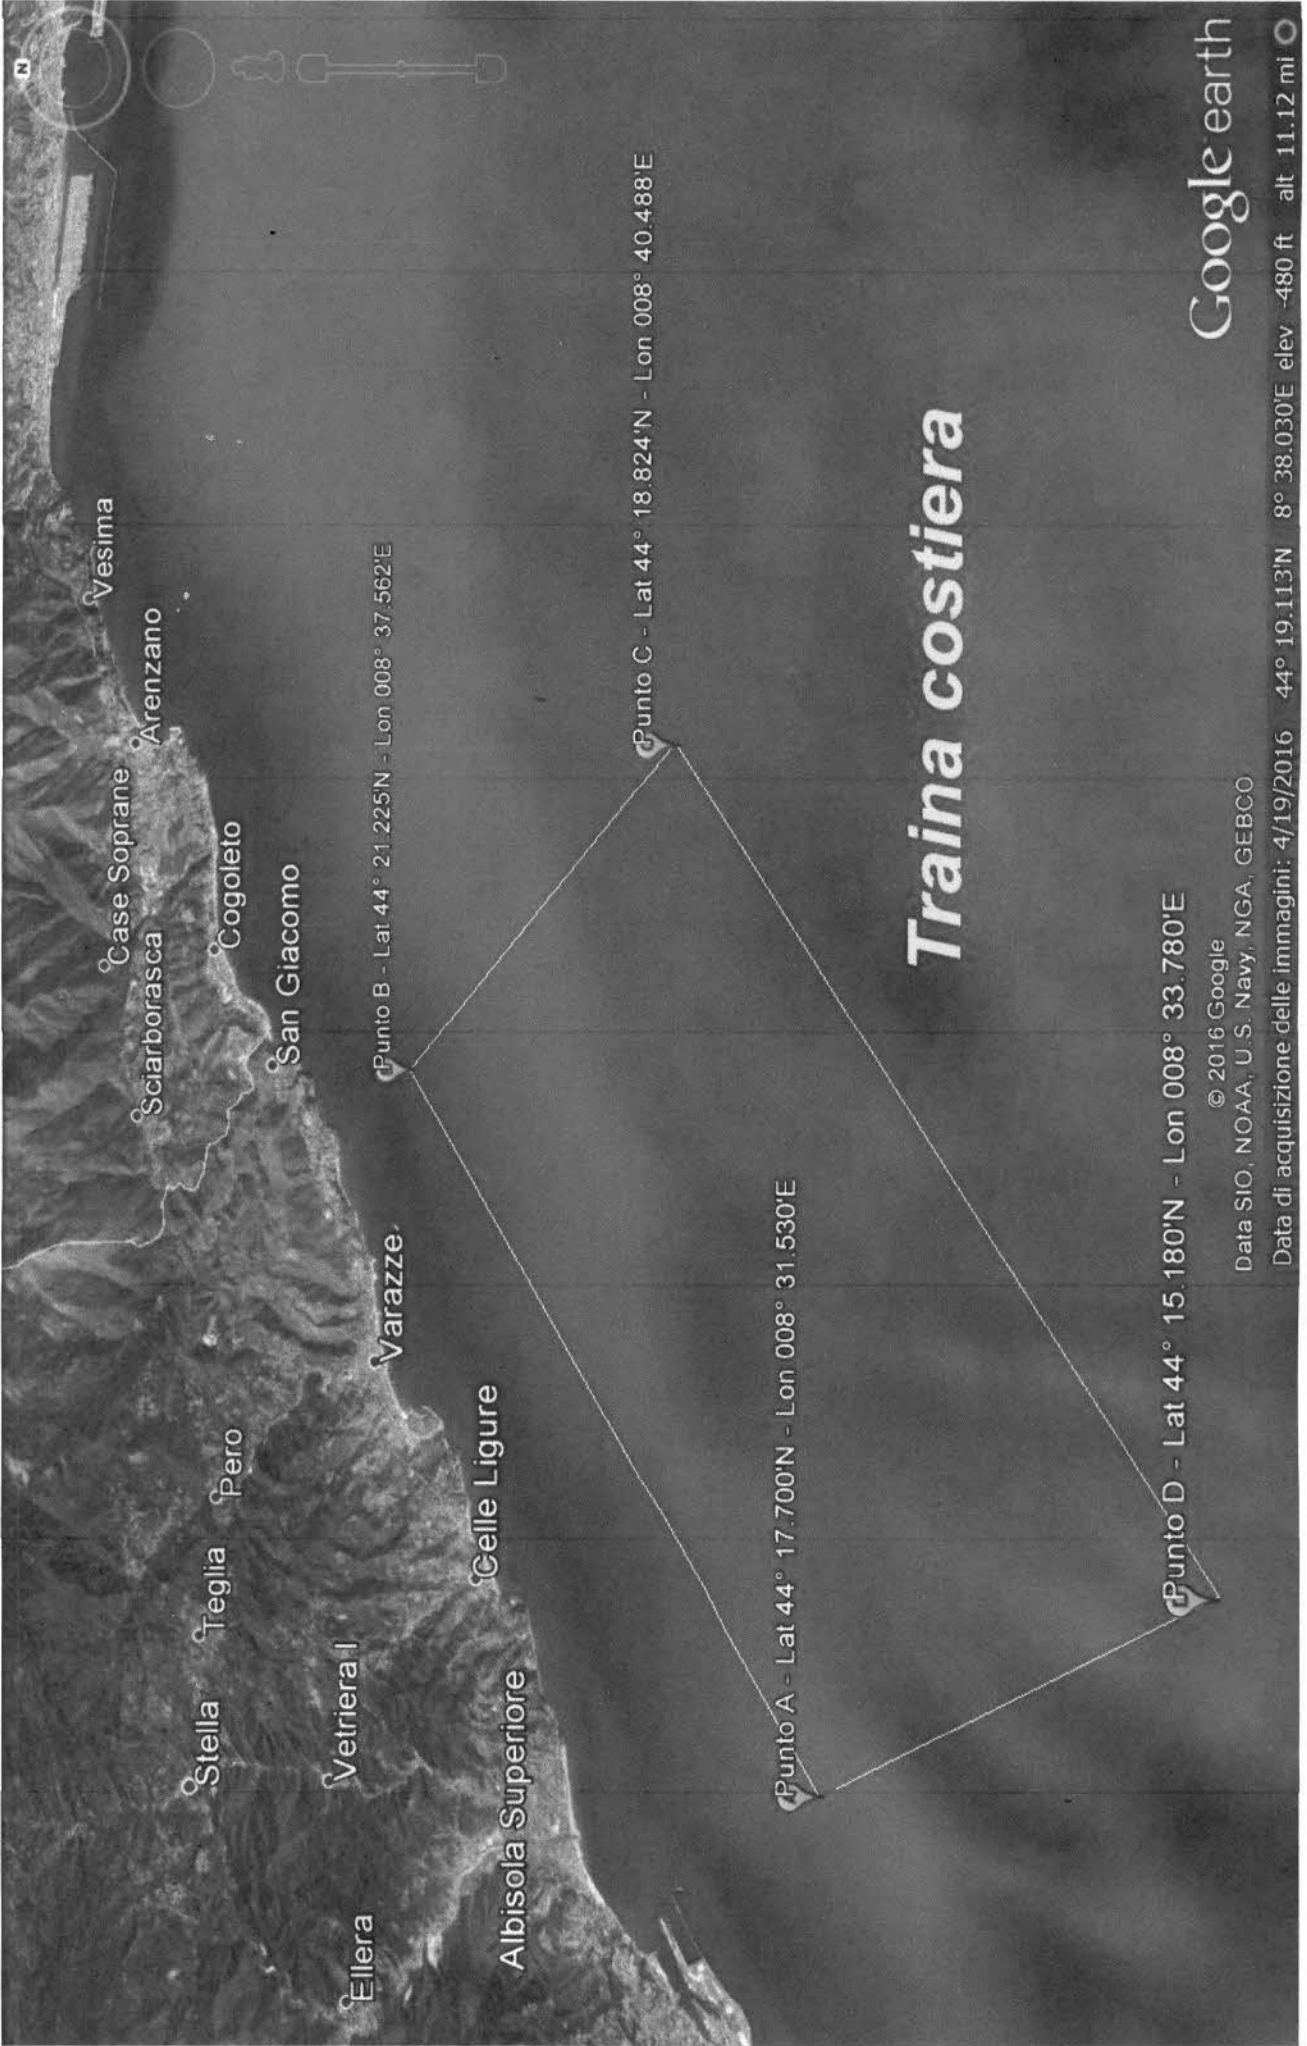 N
Vesima
Arenzano
Case Soprane
Sciarborasca
Cogoleto
San Giacomo
Varazze
Pero
Celle Ligure
Teglia
Stella
Vetriera I
Albisola Superiore
Ellera
Punto B - Lat 44° 21.225'N - Lon 008° 37.562'E
Punto C - Lat 44° 18.824'N - Lon 008° 40.488'E
Punto A - Lat 44° 17.700'N - Lon 008° 31.530'E
Punto D - Lat 44° 15.180'N - Lon 008° 33.780'E
Traina costiera
© 2016 Google
Data SIO, NOAA, U.S. Navy, NGA, GEBCO
Google earth
Data di acquisizione delle immagini: 4/19/2016 44° 19.113'N 8° 38.030'E elev -480 ft alt 11.12 mi